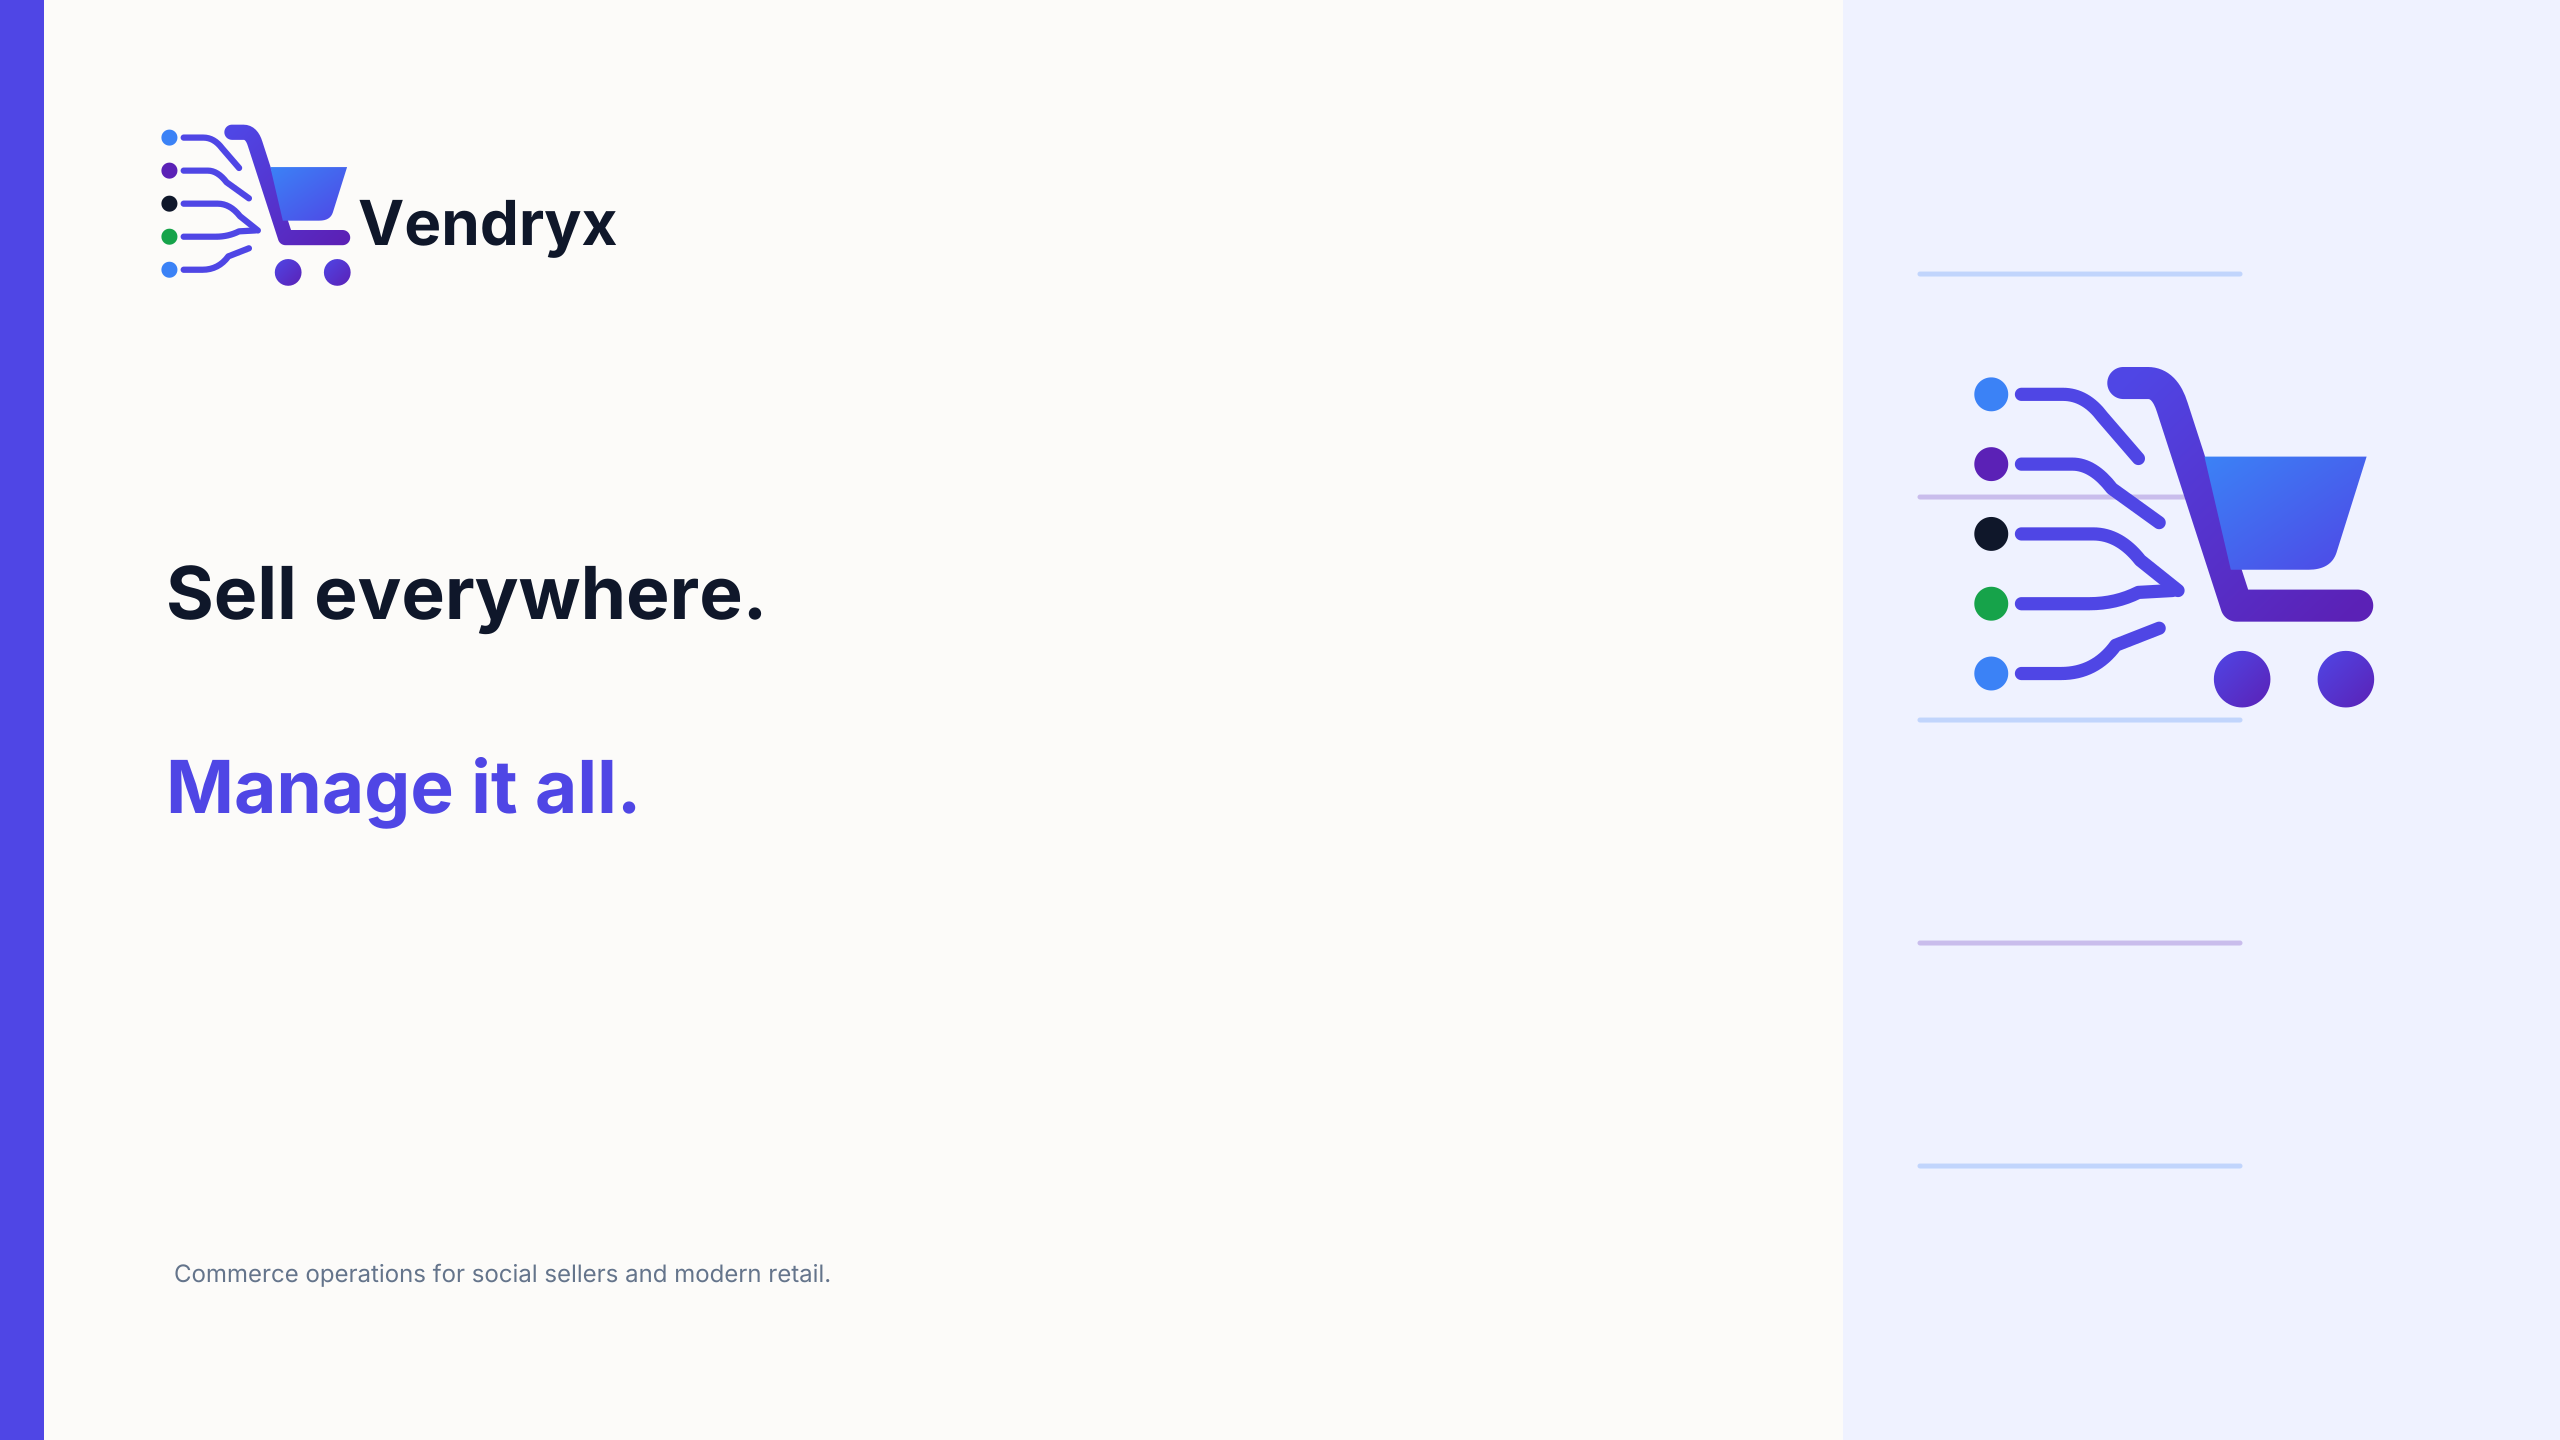 Vendryx
Sell everywhere.
Manage it all.
Commerce operations for social sellers and modern retail.